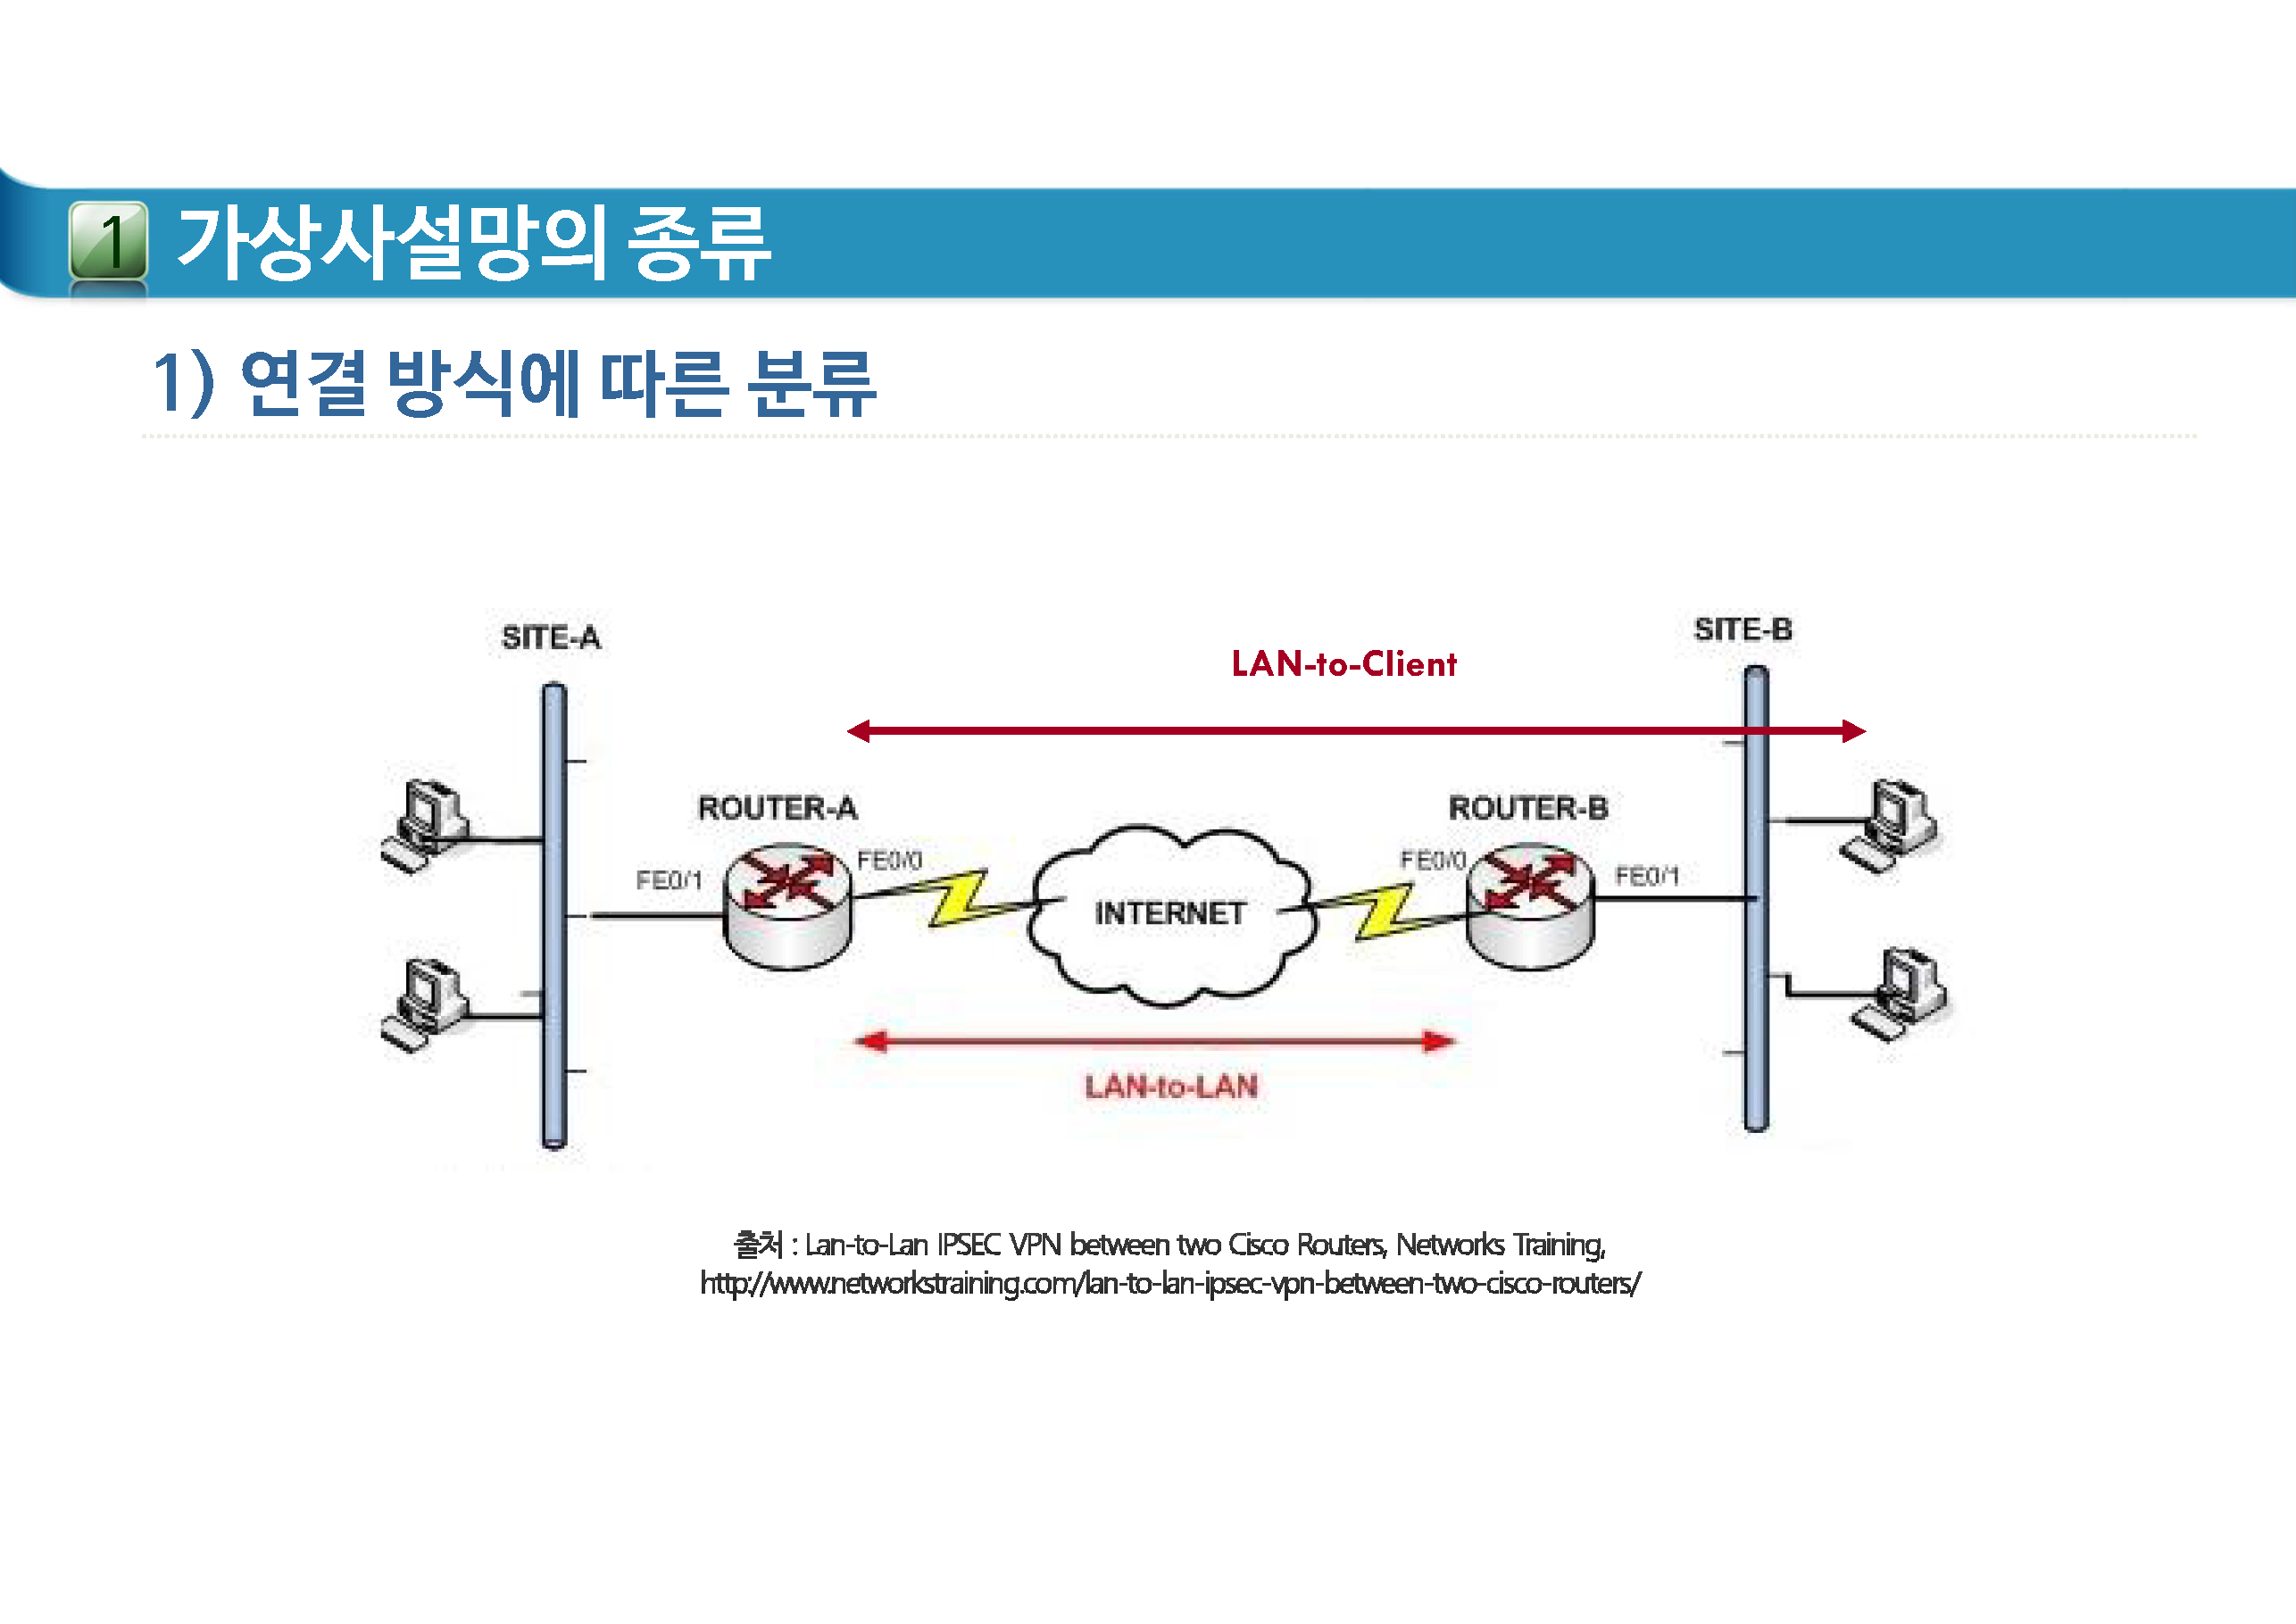 1 가상사설망의 종류
1) 연결 방식에 따른 분류
SITE-A
SITE-B
LAN-to-Client
ROUTER-A
ROUTER-B
FE0/1
FE0/0
INTERNET
FE0/0
FE0/1
LAN-to-LAN
출처 : Lan-to-Lan IPSEC VPN between two Cisco Routers, Networks Training,
http://www.networkstraining.com/lan-to-lan-ipsec-vpn-between-two-cisco-routers/